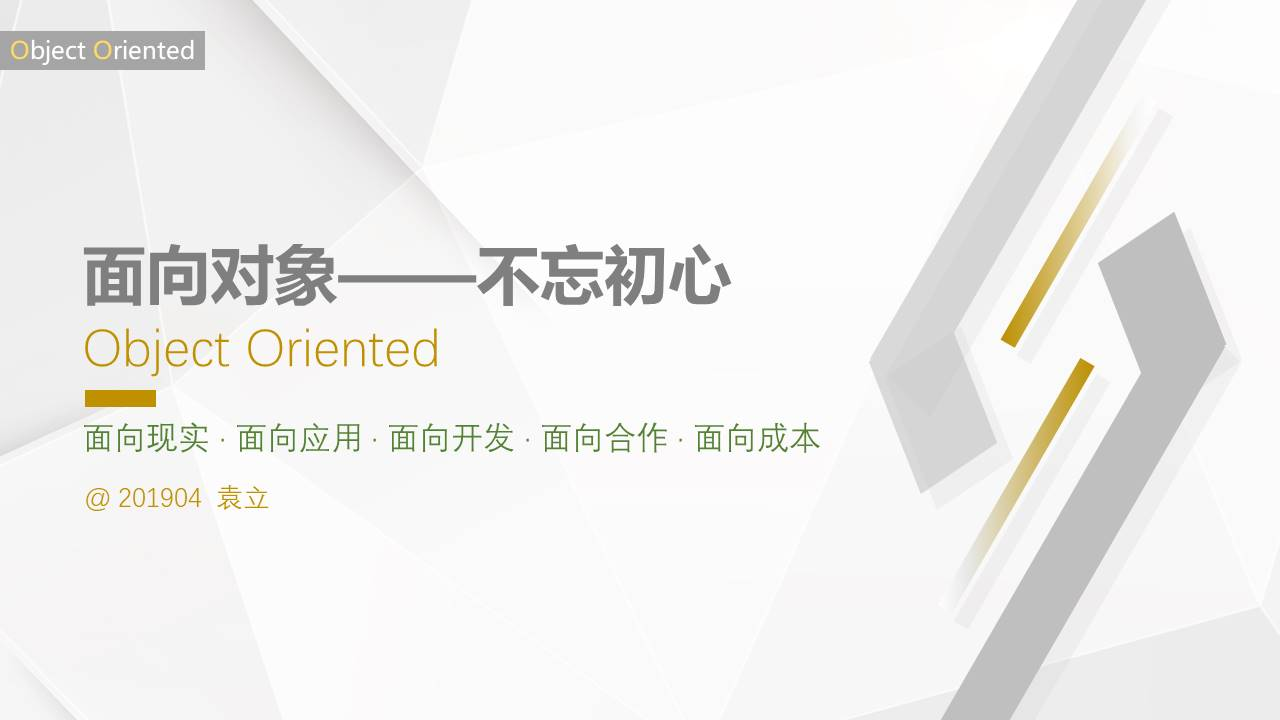 Object Oriented
面向对象——不忘初心
Object Oriented
面向现实 · 面向应用 · 面向开发 · 面向合作 · 面向成本
@ 201904 袁立